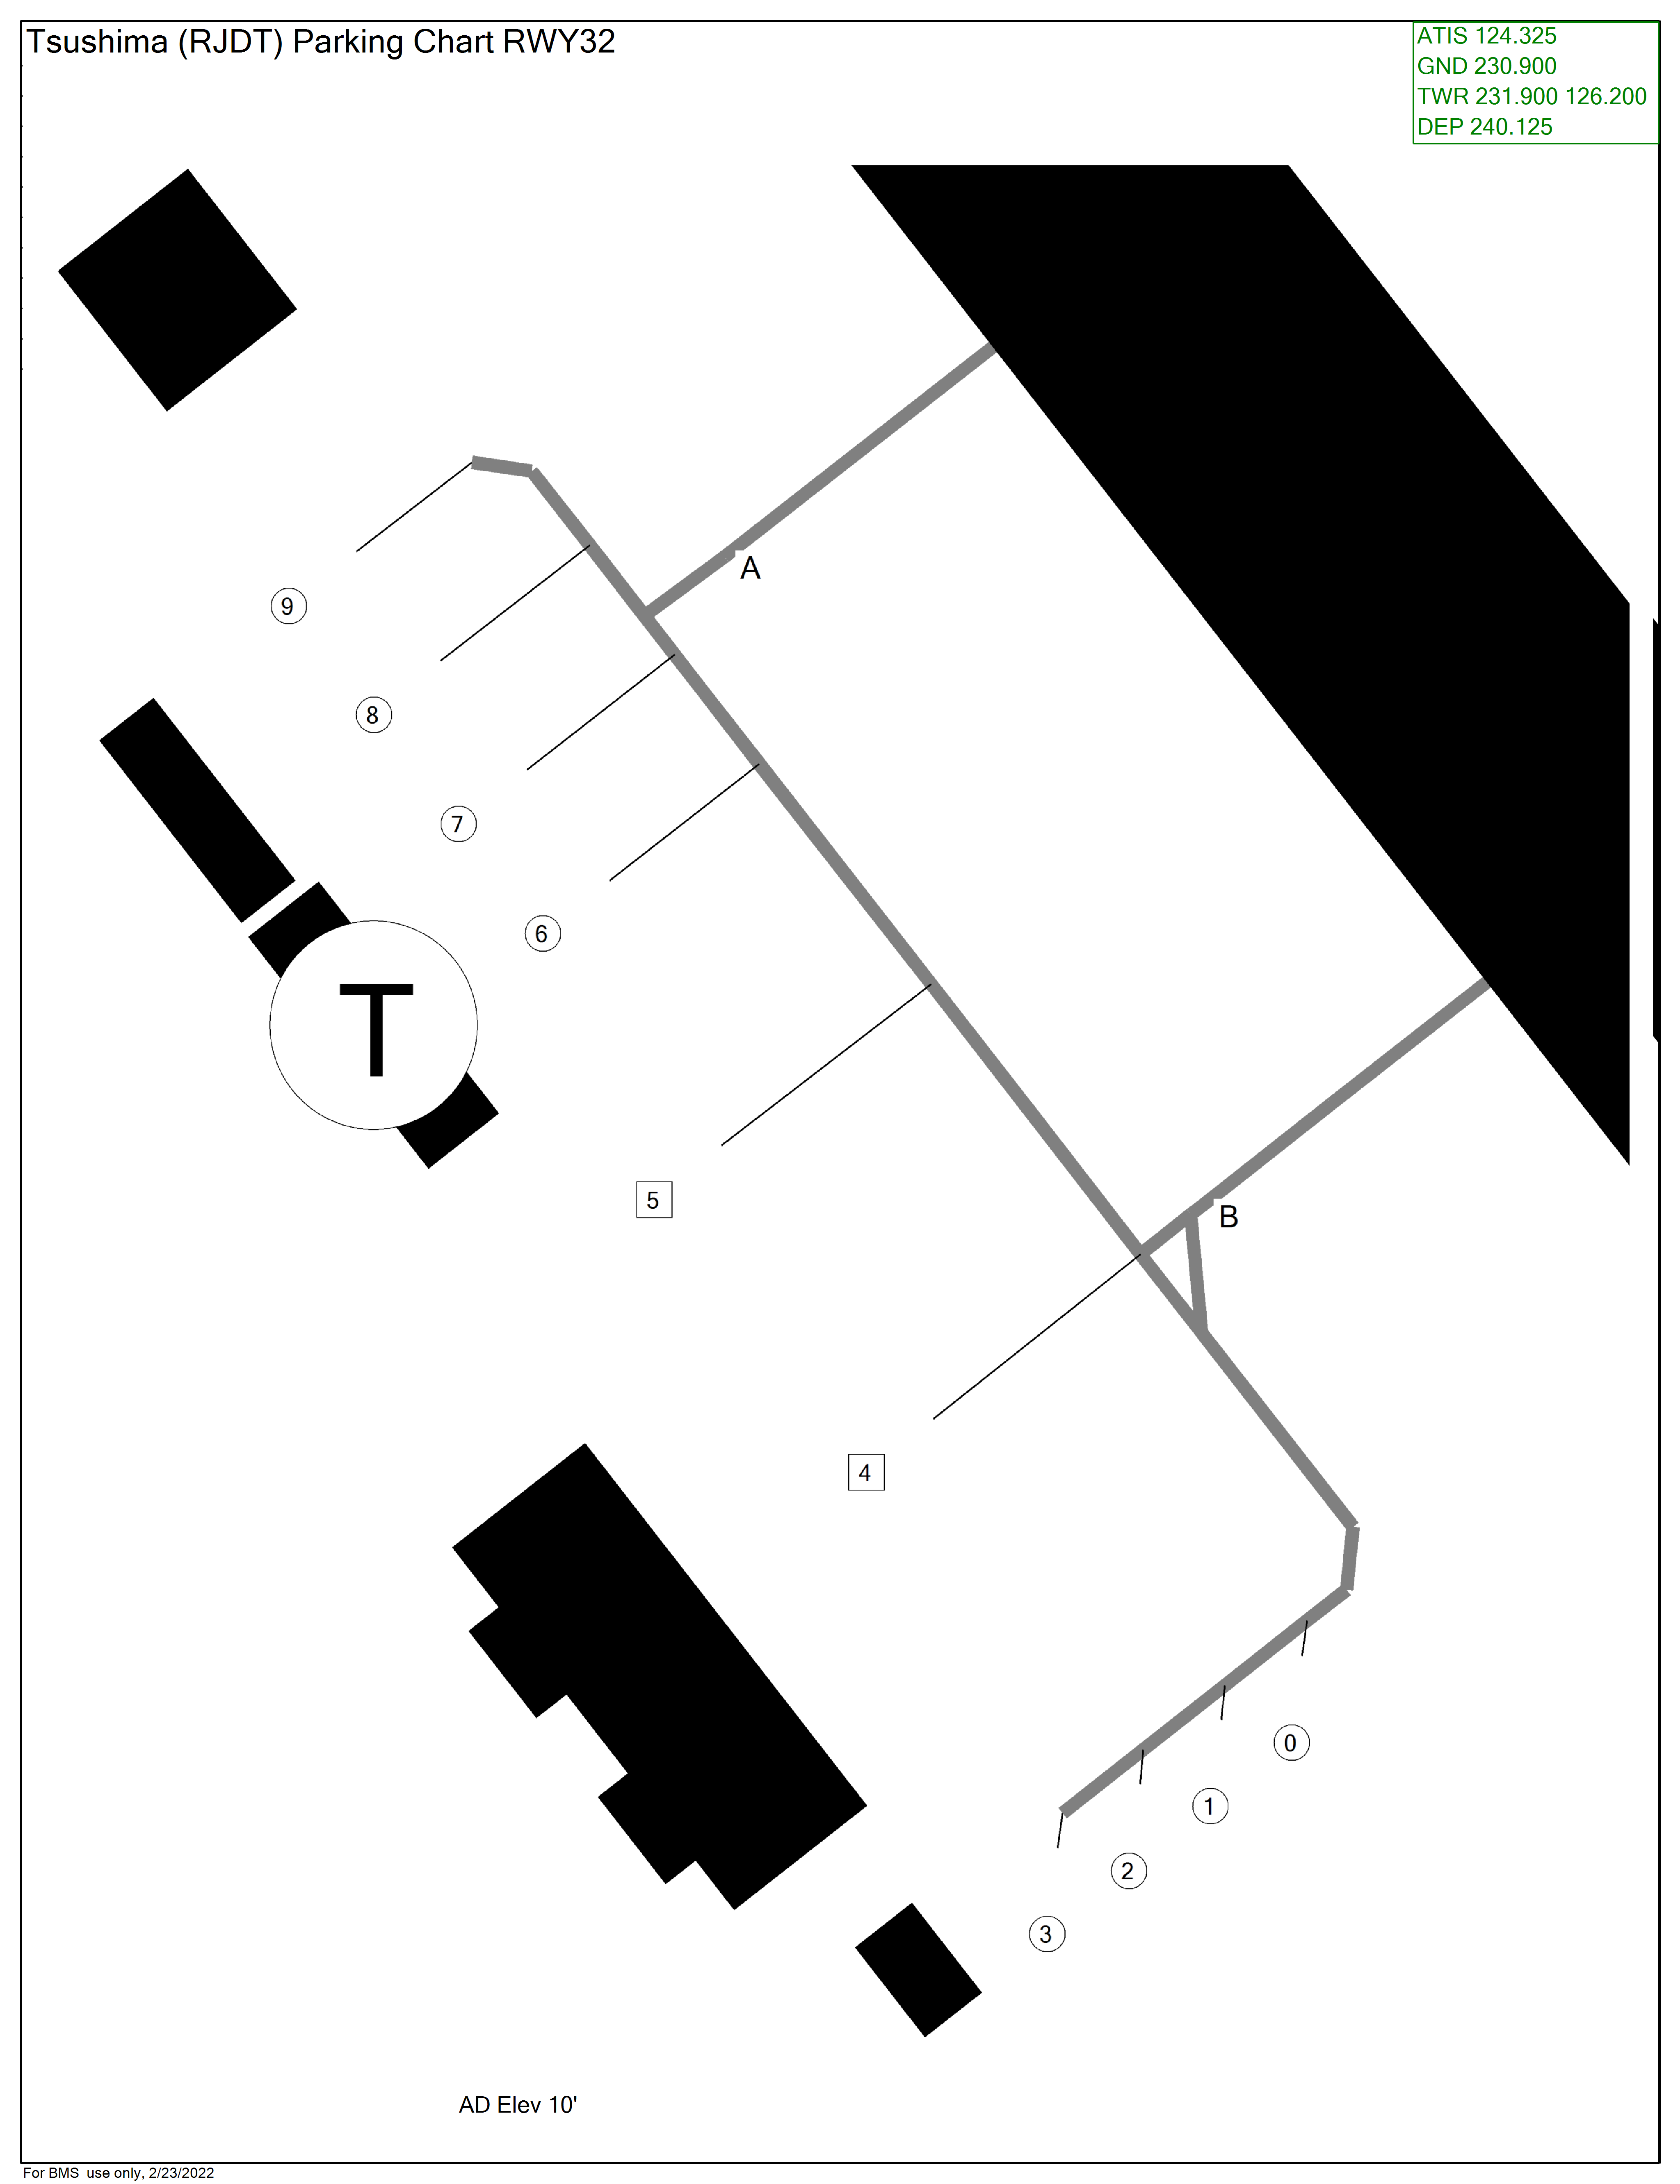 Tsushima (RJDT) Parking Chart RWY32
ATIS 124.325
GND 230.900
TWR 231.900 126.200
DEP 240.125
A
9
8
7
6
T
5
B
4
0
1
2
3
AD Elev 10'
For BMS  use only, 2/23/2022